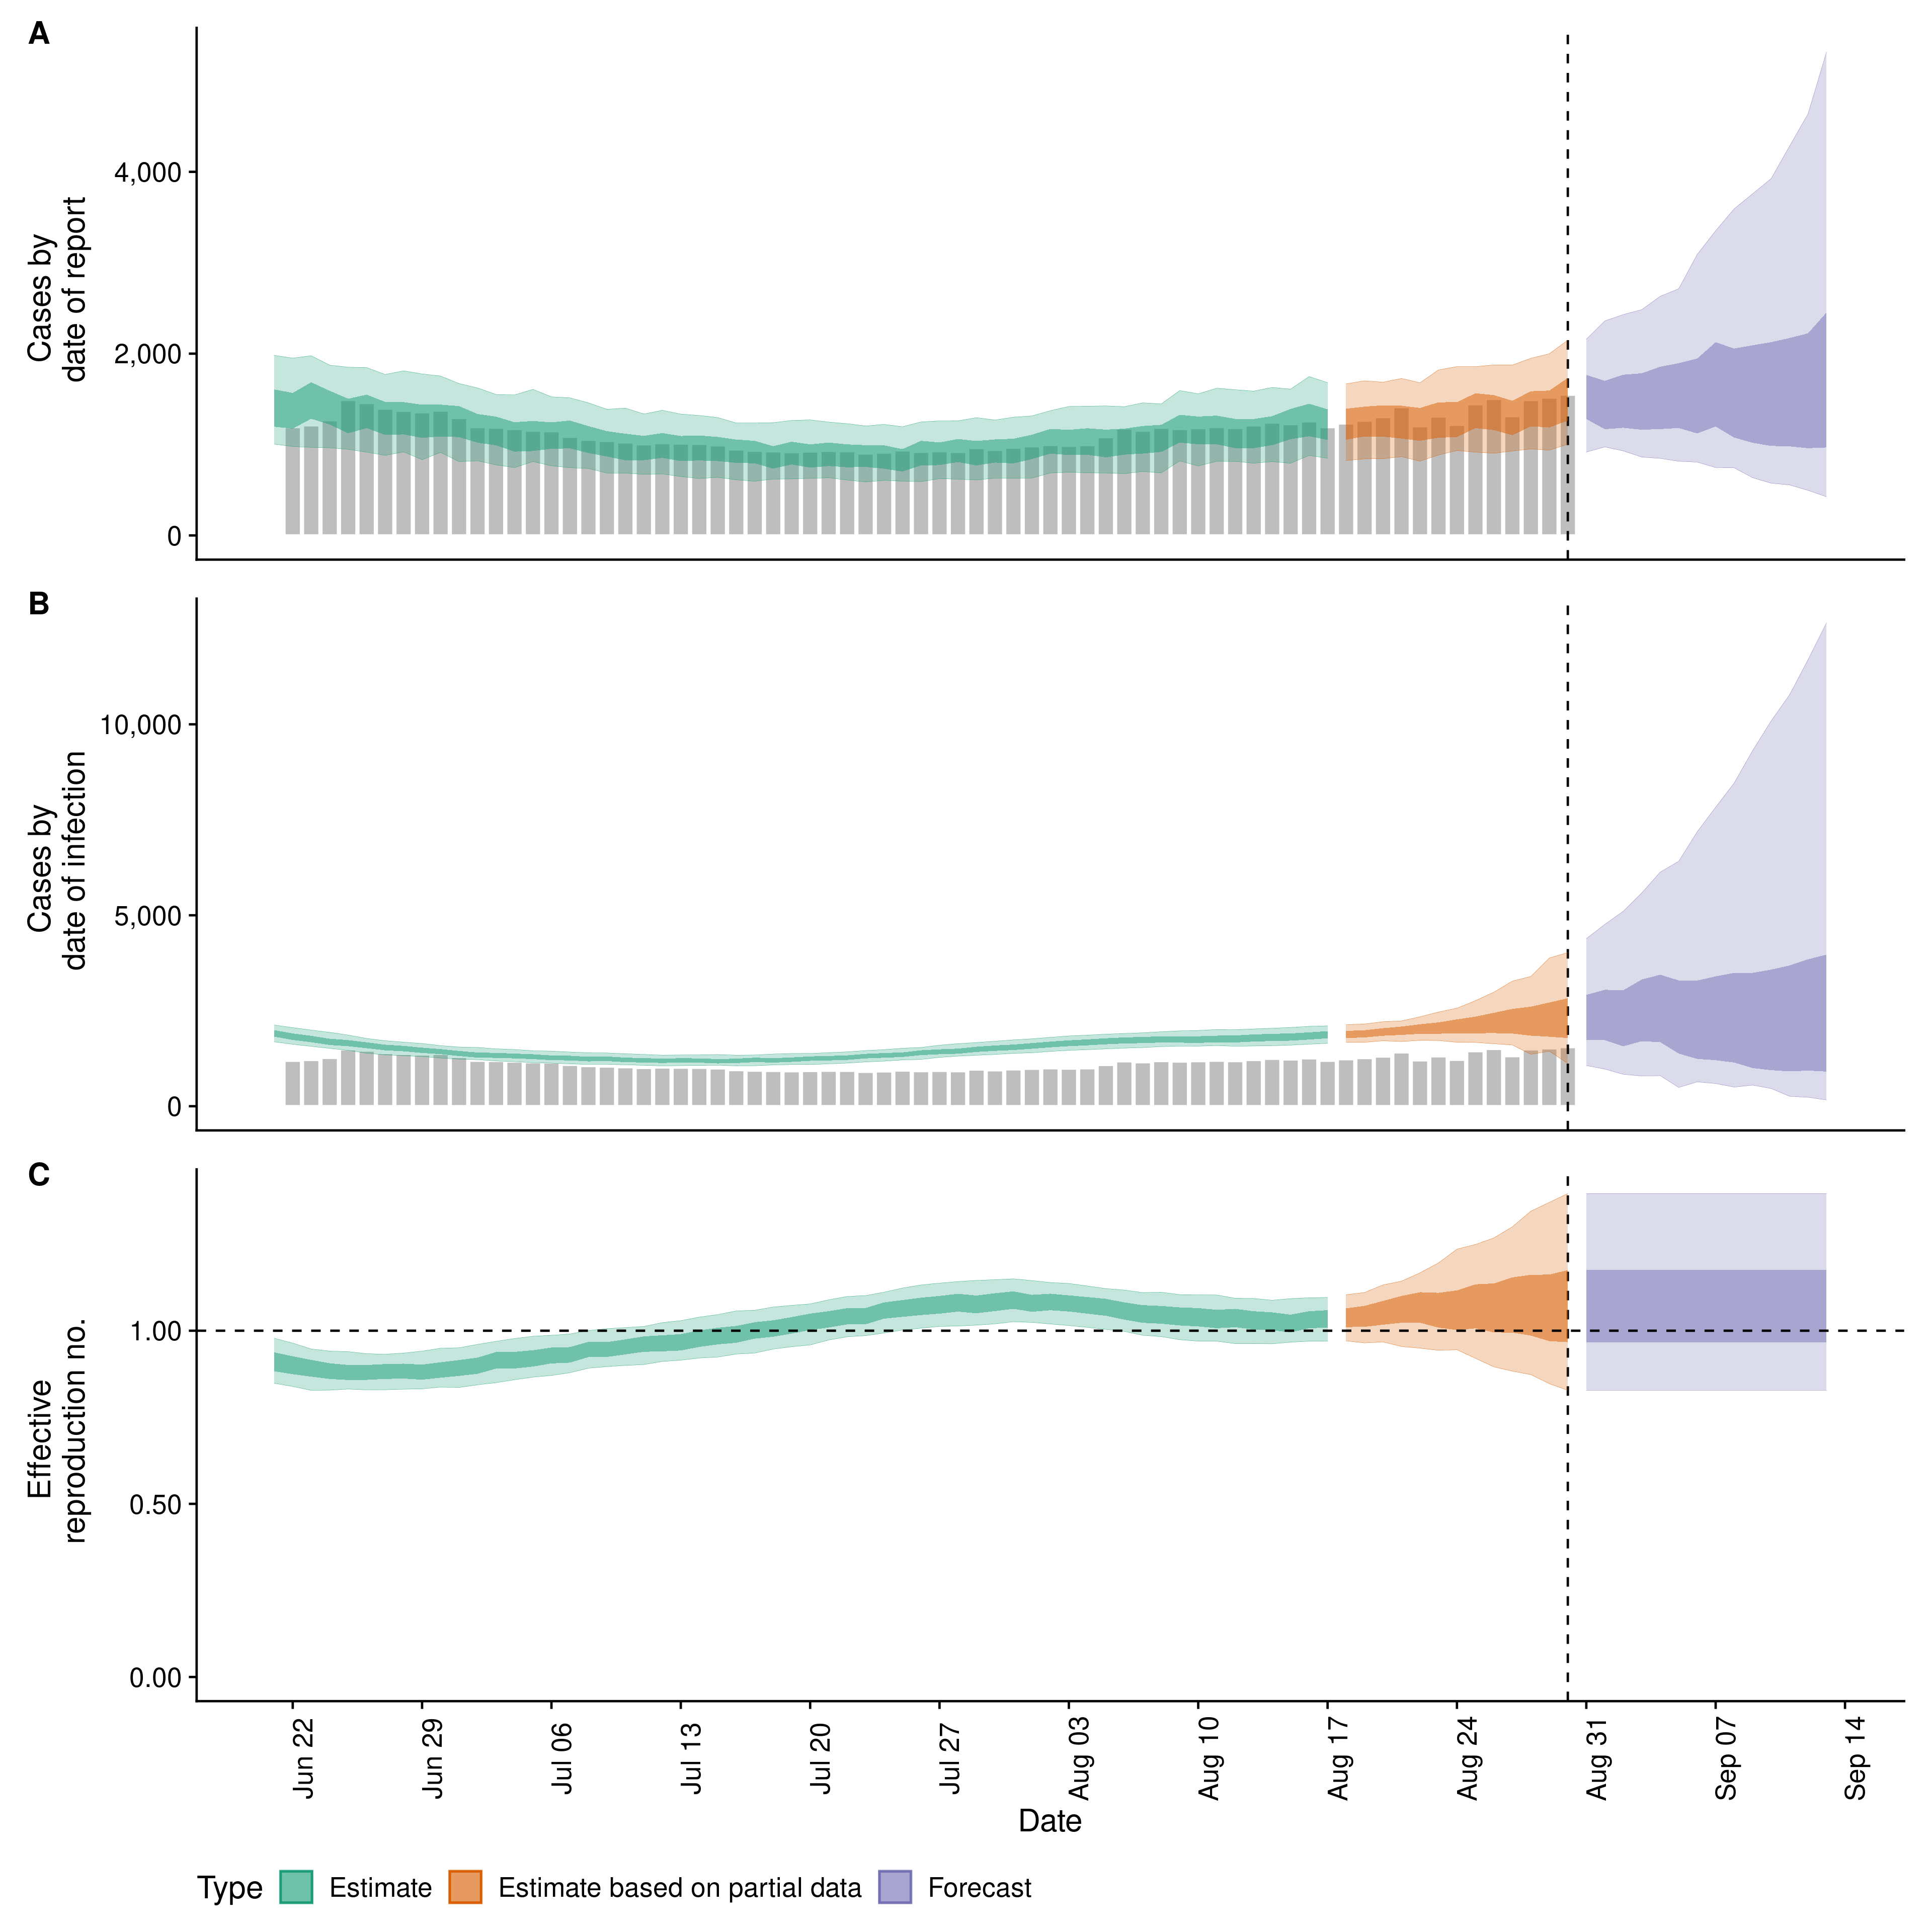 A
Cases by
date of report
4,000
2,000
0
B
Cases by
date of infection
10,000
5,000
0
C
Effective
reproduction no.
1.00
0.50
0.00
Jun 22
Jun 29
Jul 06
Jul 13
Jul 20
Jul 27
Aug 03
Aug 10
Aug 17
Aug 24
Aug 31
Sep 07
Sep 14
Date
Type Estimate Estimate based on partial data Forecast